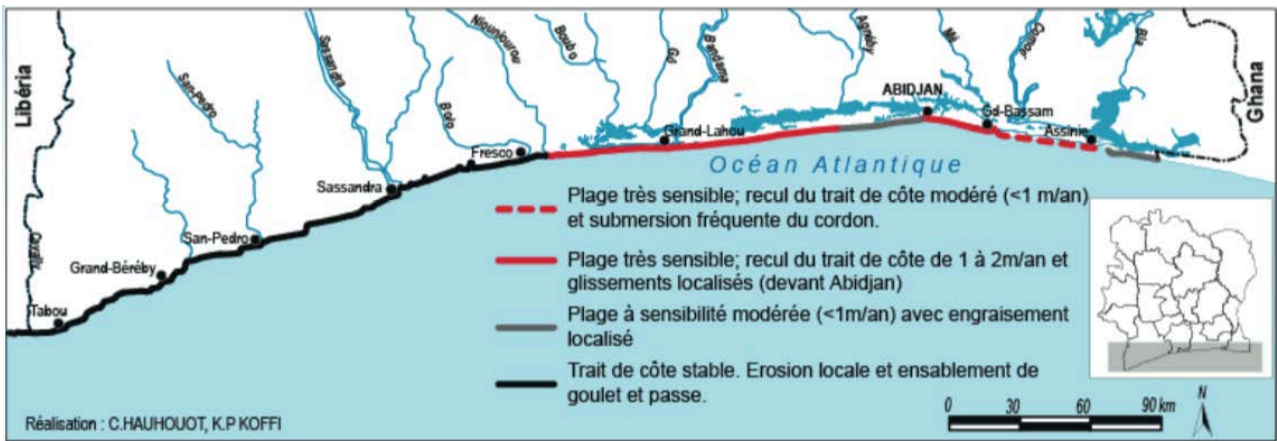 Libéria
Ghana
San-Pedro
Sassandra
Niouniourou
Bolo
Boubo
Gd
Bandama
Agnéby
Mé
Comoé
Bia
Cavally
ABIDJAN
Gd-Bassam
Assinie
Grand-Lahou
Fresco
Sassandra
San-Pedro
Grand-Béréby
Tabou
Océan Atlantique
Plage très sensible; recul du trait de côte modéré (<1 m/an)
et submersion fréquente du cordon.
Plage très sensible; recul du trait de côte de 1 à 2m/an et
glissements localisés (devant Abidjan)
Plage à sensibilité modérée (<1m/an) avec engraisement
localisé
Trait de côte stable. Erosion locale et ensablement de
goulet et passe.
Réalisation : C.HAUHOUOT, K.P KOFFI
0 30 60 90 km
N